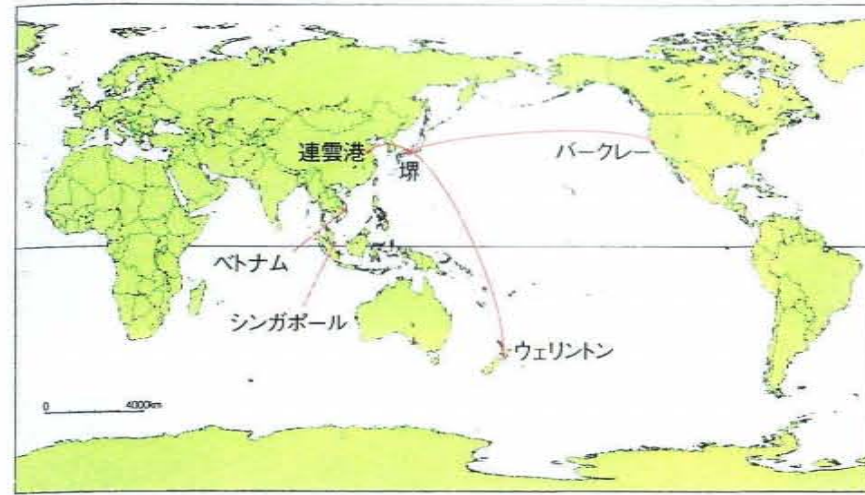 連雲港
堺
バークレー
ベトナム
シンガポール
ウェリントン
0 4000km